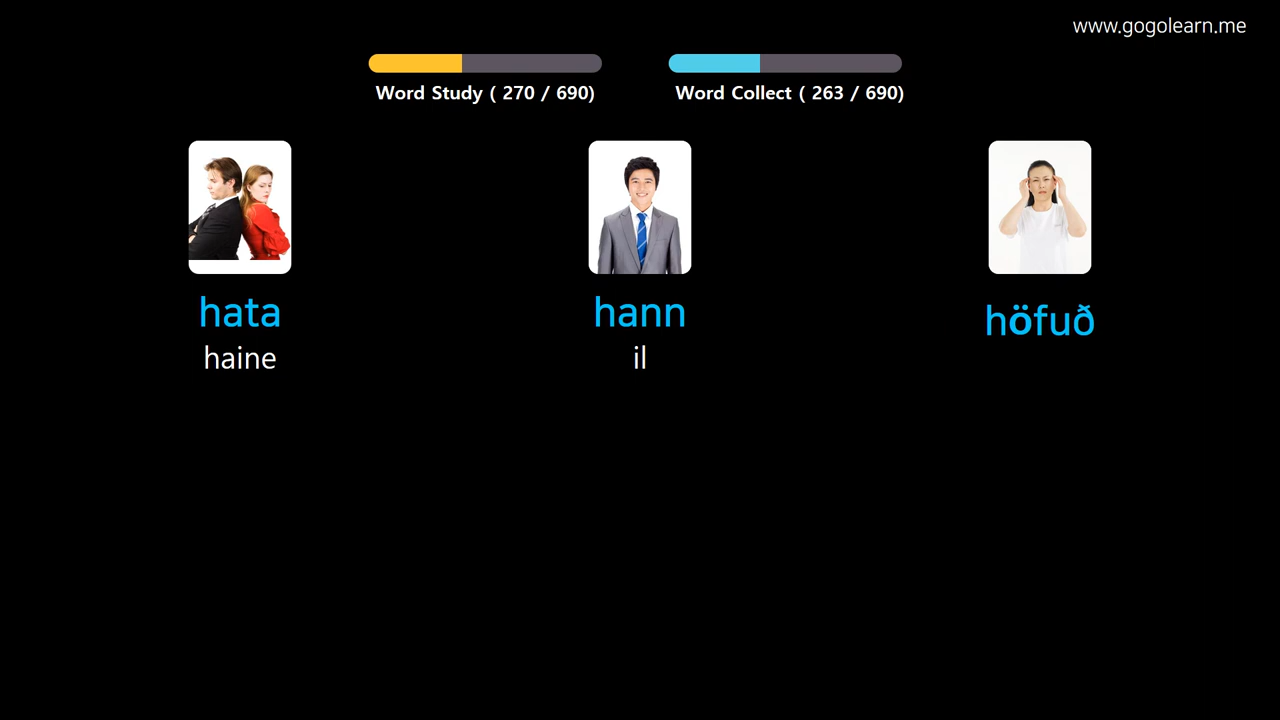 www.gogolearn.me
Word Study ( 270 / 690)
Word Collect ( 263 / 690)
hata
haine
hann
il
höfuð